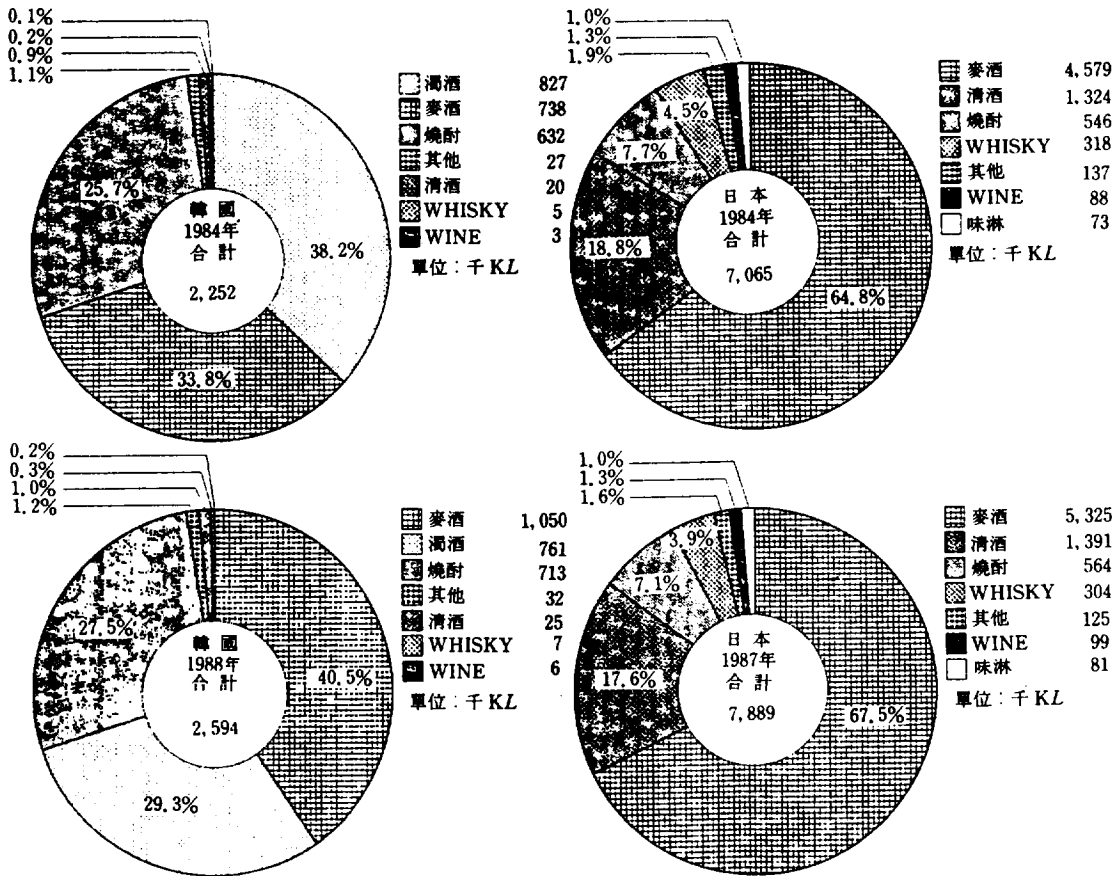 0.1%
0.2%
0.9%
1.1%
25.7%
38.2%
33.8%
韓國
1984年
合計
2,252
濁酒 827
麥酒 738
燒酎 632
其他 27
清酒 20
WHISKY 5
WINE 3
單位：千KL
1.0%
1.3%
1.9%
4.5%
7.7%
18.8%
64.8%
日本
1984年
合計
7,065
麥酒 4,579
清酒 1,324
燒酎 546
WHISKY 318
其他 137
WINE 88
味淋 73
單位：千KL
0.2%
0.3%
1.0%
1.2%
27.5%
40.5%
29.3%
韓國
1988年
合計
2,594
麥酒 1,050
濁酒 761
燒酎 713
其他 32
清酒 25
WHISKY 7
WINE 6
單位：千KL
1.0%
1.3%
1.6%
3.9%
7.1%
17.6%
67.5%
日本
1987年
合計
7,889
麥酒 5,325
清酒 1,391
燒酎 564
WHISKY 304
其他 125
WINE 99
味淋 81
單位：千KL